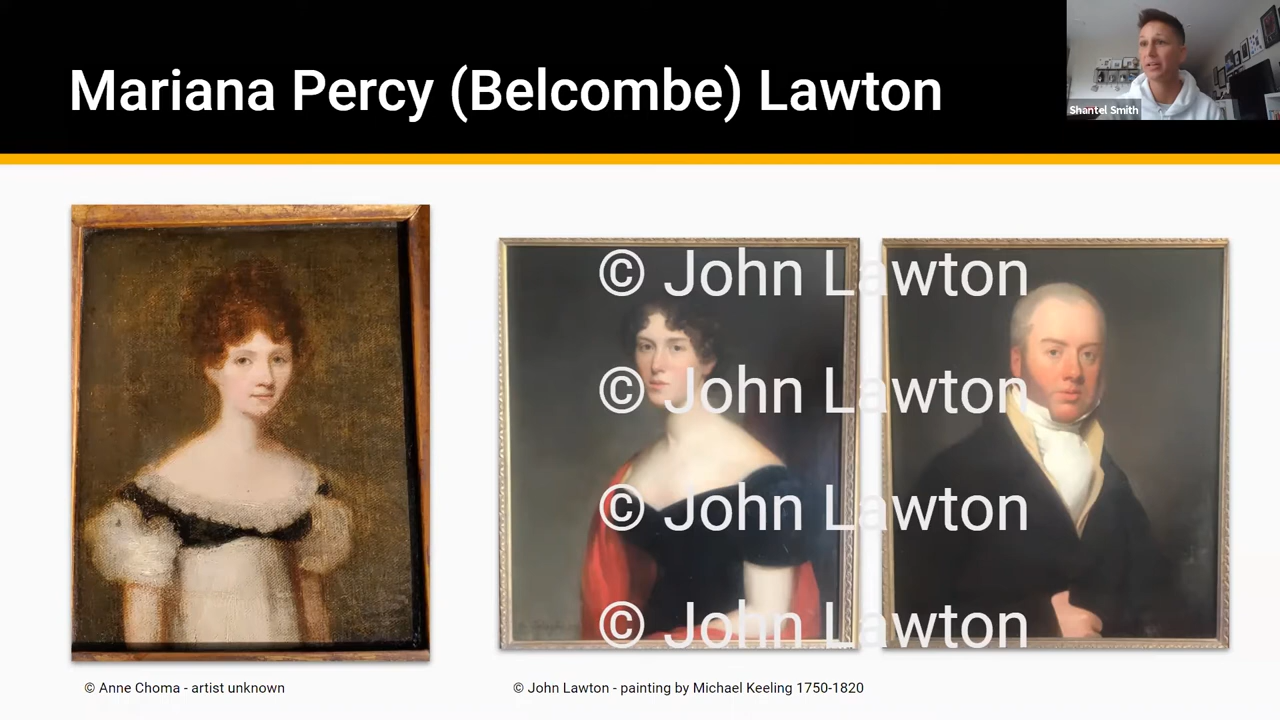 Mariana Percy (Belcombe) Lawton
Shantel Smith
© John Lawton
© John Lawton
© John Lawton
© John Lawton
© Anne Choma - artist unknown
© John Lawton - painting by Michael Keeling 1750-1820